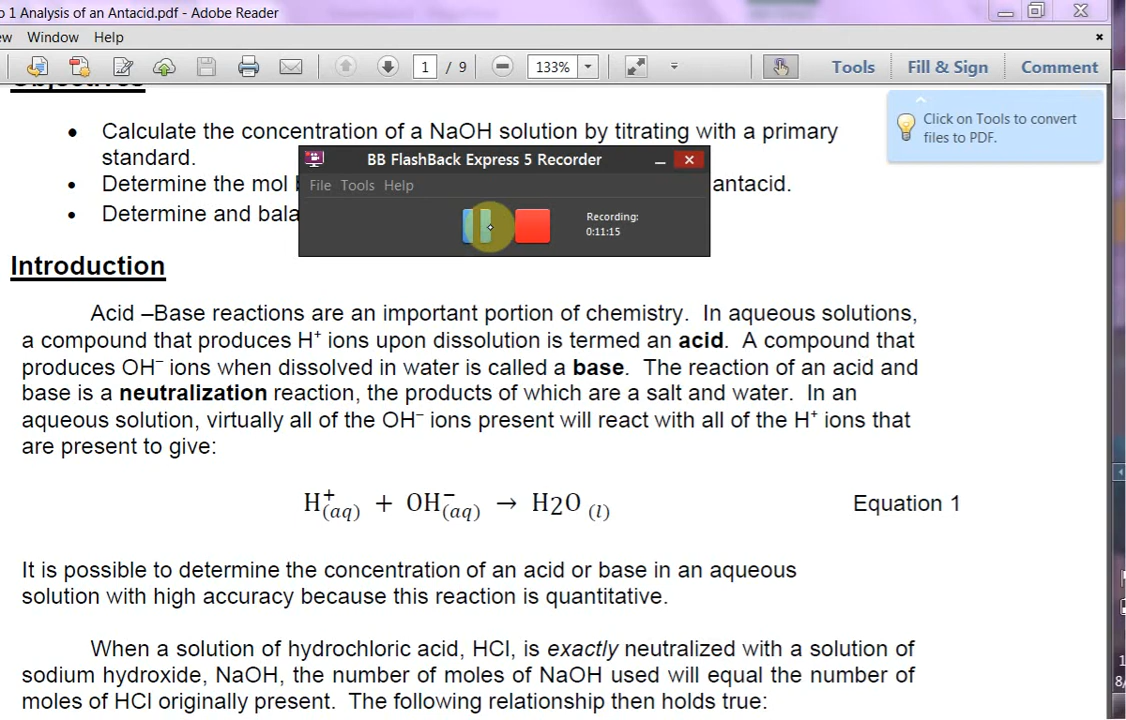 o 1 Analysis of an Antacid.pdf - Adobe Reader
ew Window Help
1 / 9 133% Tools Fill & Sign Comment
Objectives
Click on Tools to convert
files to PDF.
• Calculate the concentration of a NaOH solution by titrating with a primary
standard.
• Determine the mol antacid.
• Determine and bala
BB FlashBack Express 5 Recorder
File Tools Help
Recording:
0:11:15
Introduction
Acid –Base reactions are an important portion of chemistry. In aqueous solutions,
a compound that produces H⁺ ions upon dissolution is termed an acid. A compound that
produces OH⁻ ions when dissolved in water is called a base. The reaction of an acid and
base is a neutralization reaction, the products of which are a salt and water. In an
aqueous solution, virtually all of the OH⁻ ions present will react with all of the H⁺ ions that
are present to give:
H⁺(aq) + OH⁻(aq) → H2O (l) Equation 1
It is possible to determine the concentration of an acid or base in an aqueous
solution with high accuracy because this reaction is quantitative.
When a solution of hydrochloric acid, HCl, is exactly neutralized with a solution of
sodium hydroxide, NaOH, the number of moles of NaOH used will equal the number of
moles of HCl originally present. The following relationship then holds true: